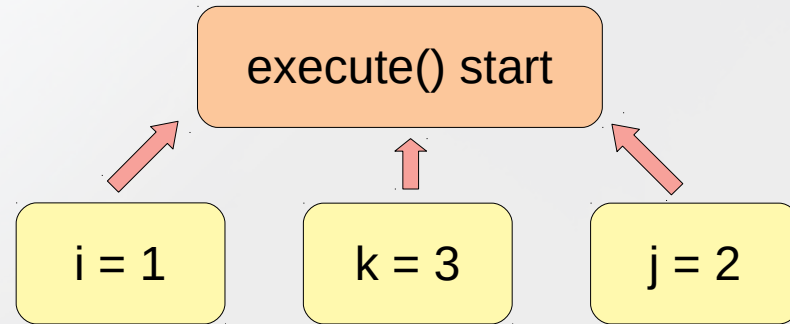 execute() start
i = 1
k = 3
j = 2